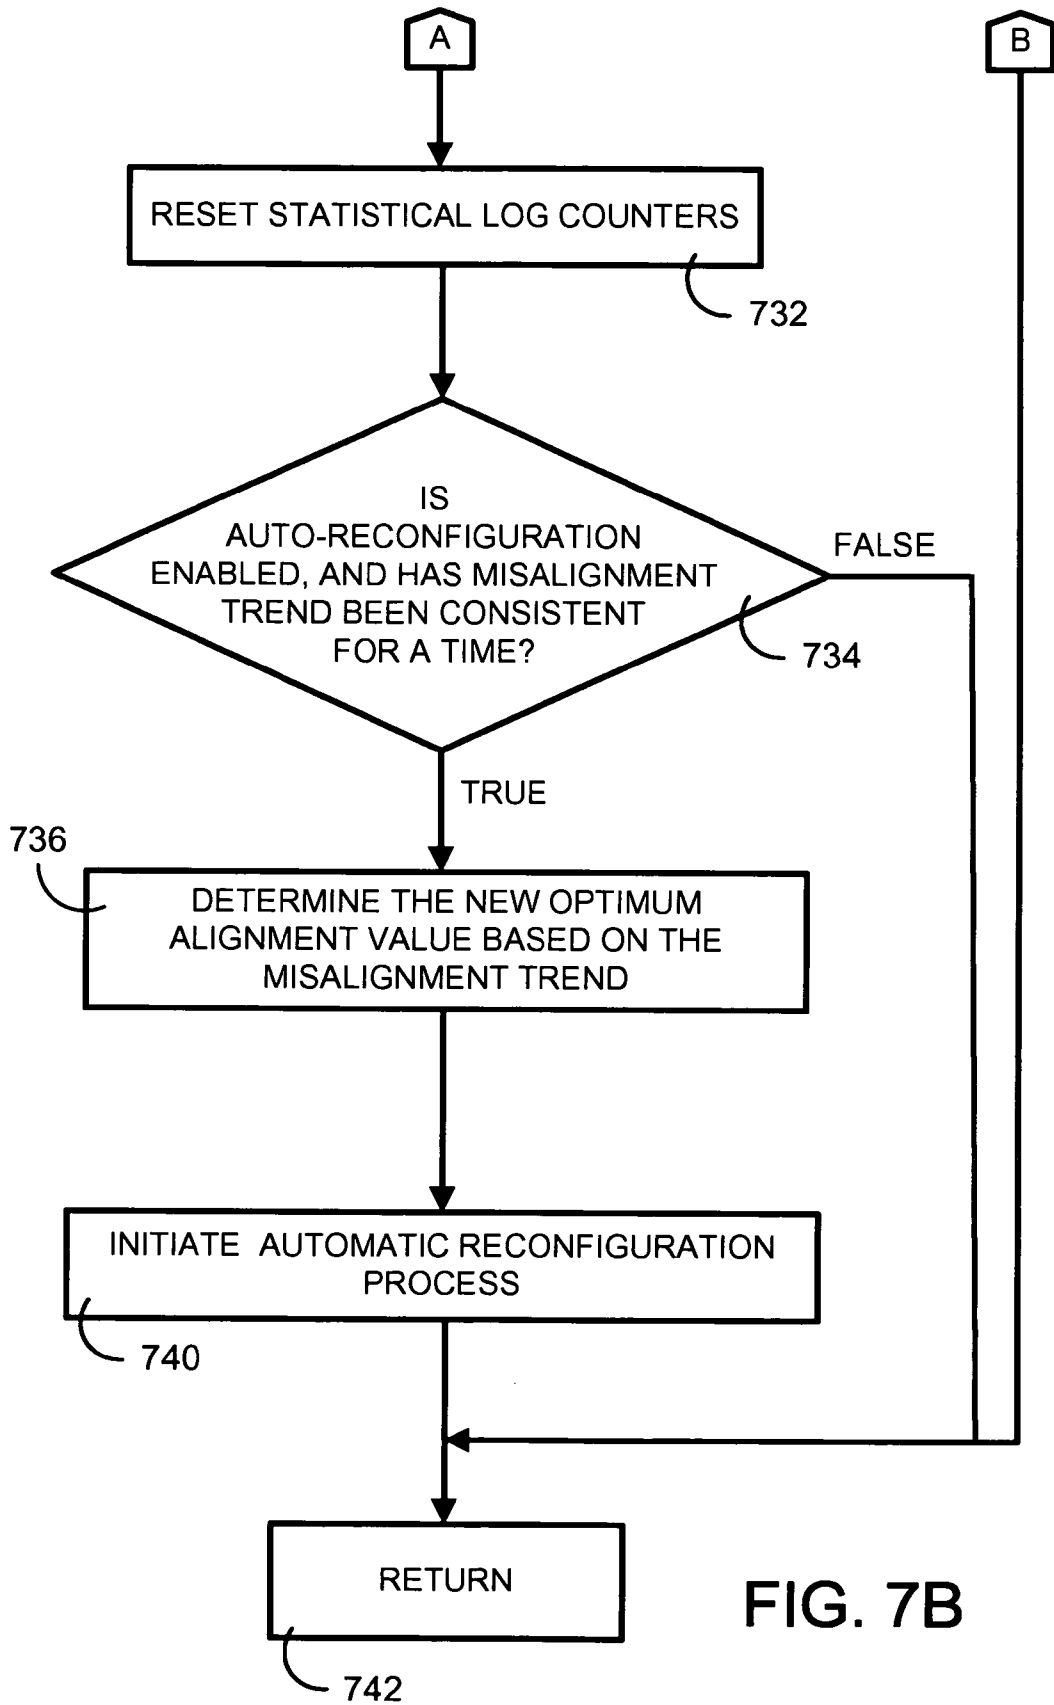 A
B
RESET STATISTICAL LOG COUNTERS
732
IS
AUTO-RECONFIGURATION
ENABLED, AND HAS MISALIGNMENT
TREND BEEN CONSISTENT
FOR A TIME?
FALSE
734
TRUE
736
DETERMINE THE NEW OPTIMUM
ALIGNMENT VALUE BASED ON THE
MISALIGNMENT TREND
INITIATE AUTOMATIC RECONFIGURATION
PROCESS
740
RETURN
742
FIG. 7B